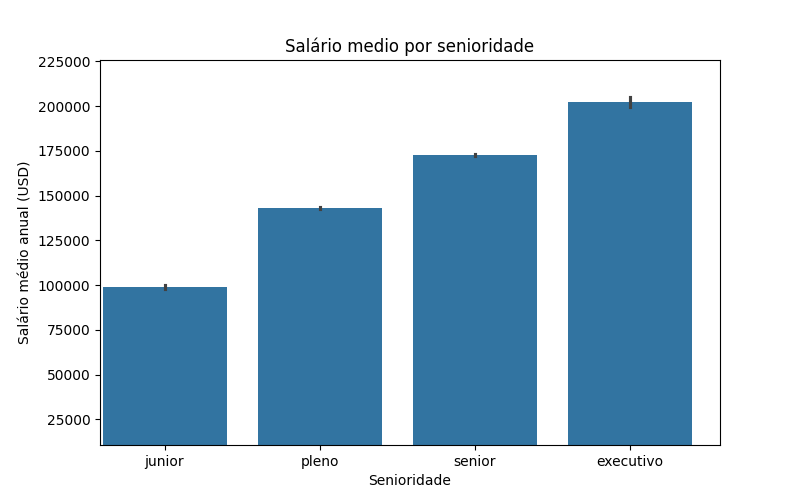 Salário medio por senioridade
225000
200000
175000
150000
125000
100000
75000
50000
25000
Salário médio anual (USD)
junior pleno senior executivo
Senioridade